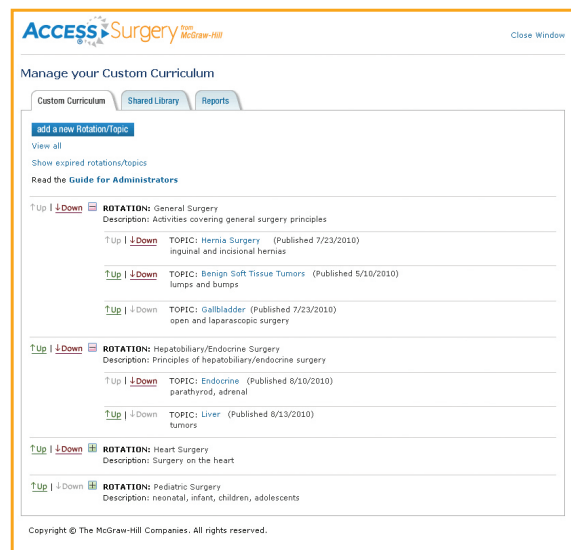 ACCESS Surgery from McGraw-Hill
Close Window
Manage your Custom Curriculum
Custom Curriculum Shared Library Reports
add a new Rotation/Topic
View all
Show expired rotations/topics
Read the Guide for Administrators
↑Up | ↓Down ROTATION: General Surgery
Description: Activities covering general surgery principles
↑Up | ↓Down TOPIC: Hernia Surgery (Published 7/23/2010)
inguinal and incisional hernias
↑Up | ↓Down TOPIC: Benign Soft Tissue Tumors (Published 5/10/2010)
lumps and bumps
↑Up | ↓Down TOPIC: Gallbladder (Published 7/23/2010)
open and laparascopic surgery
↑Up | ↓Down ROTATION: Hepatobiliary/Endocrine Surgery
Description: Principles of hepatobiliary/endocrine surgery
↑Up | ↓Down TOPIC: Endocrine (Published 8/10/2010)
parathyrod, adrenal
↑Up | ↓Down TOPIC: Liver (Published 8/13/2010)
tumors
↑Up | ↓Down ROTATION: Heart Surgery
Description: Surgery on the heart
↑Up | ↓Down ROTATION: Pediatric Surgery
Description: neonatal, infant, children, adolescents
Copyright © The McGraw-Hill Companies. All rights reserved.